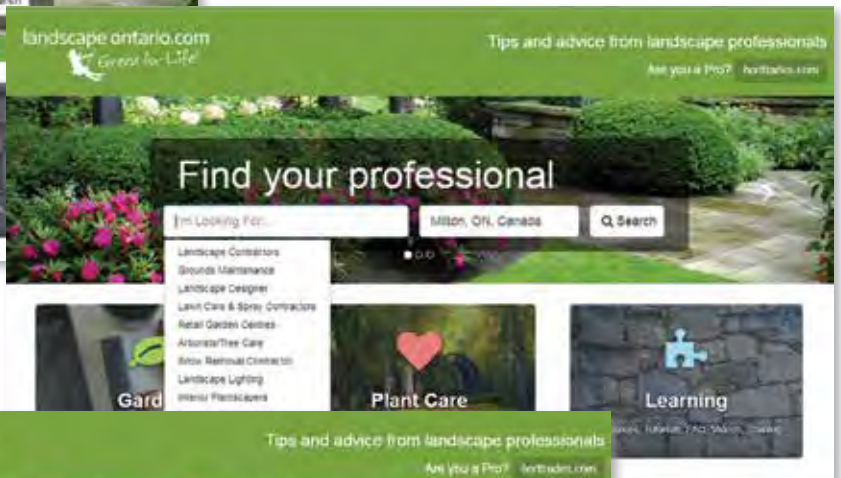 landscape ontario.com
Green for Life!
Tips and advice from landscape professionals
Are you a Pro? horttrades.com
Find your professional
I'm Looking For:
Milton, ON, Canada
Search
Landscape Contractors
Grounds Maintenance
Landscape Designer
Lawn Care & Spray Contractors
Retail Garden Centres
Arborists/Tree Care
Snow Removal Contractor
Landscape Lighting
Interior Plantscapers
Gard
Plant Care
Learning
Tips and advice from landscape professionals
Are you a Pro? horttrades.com